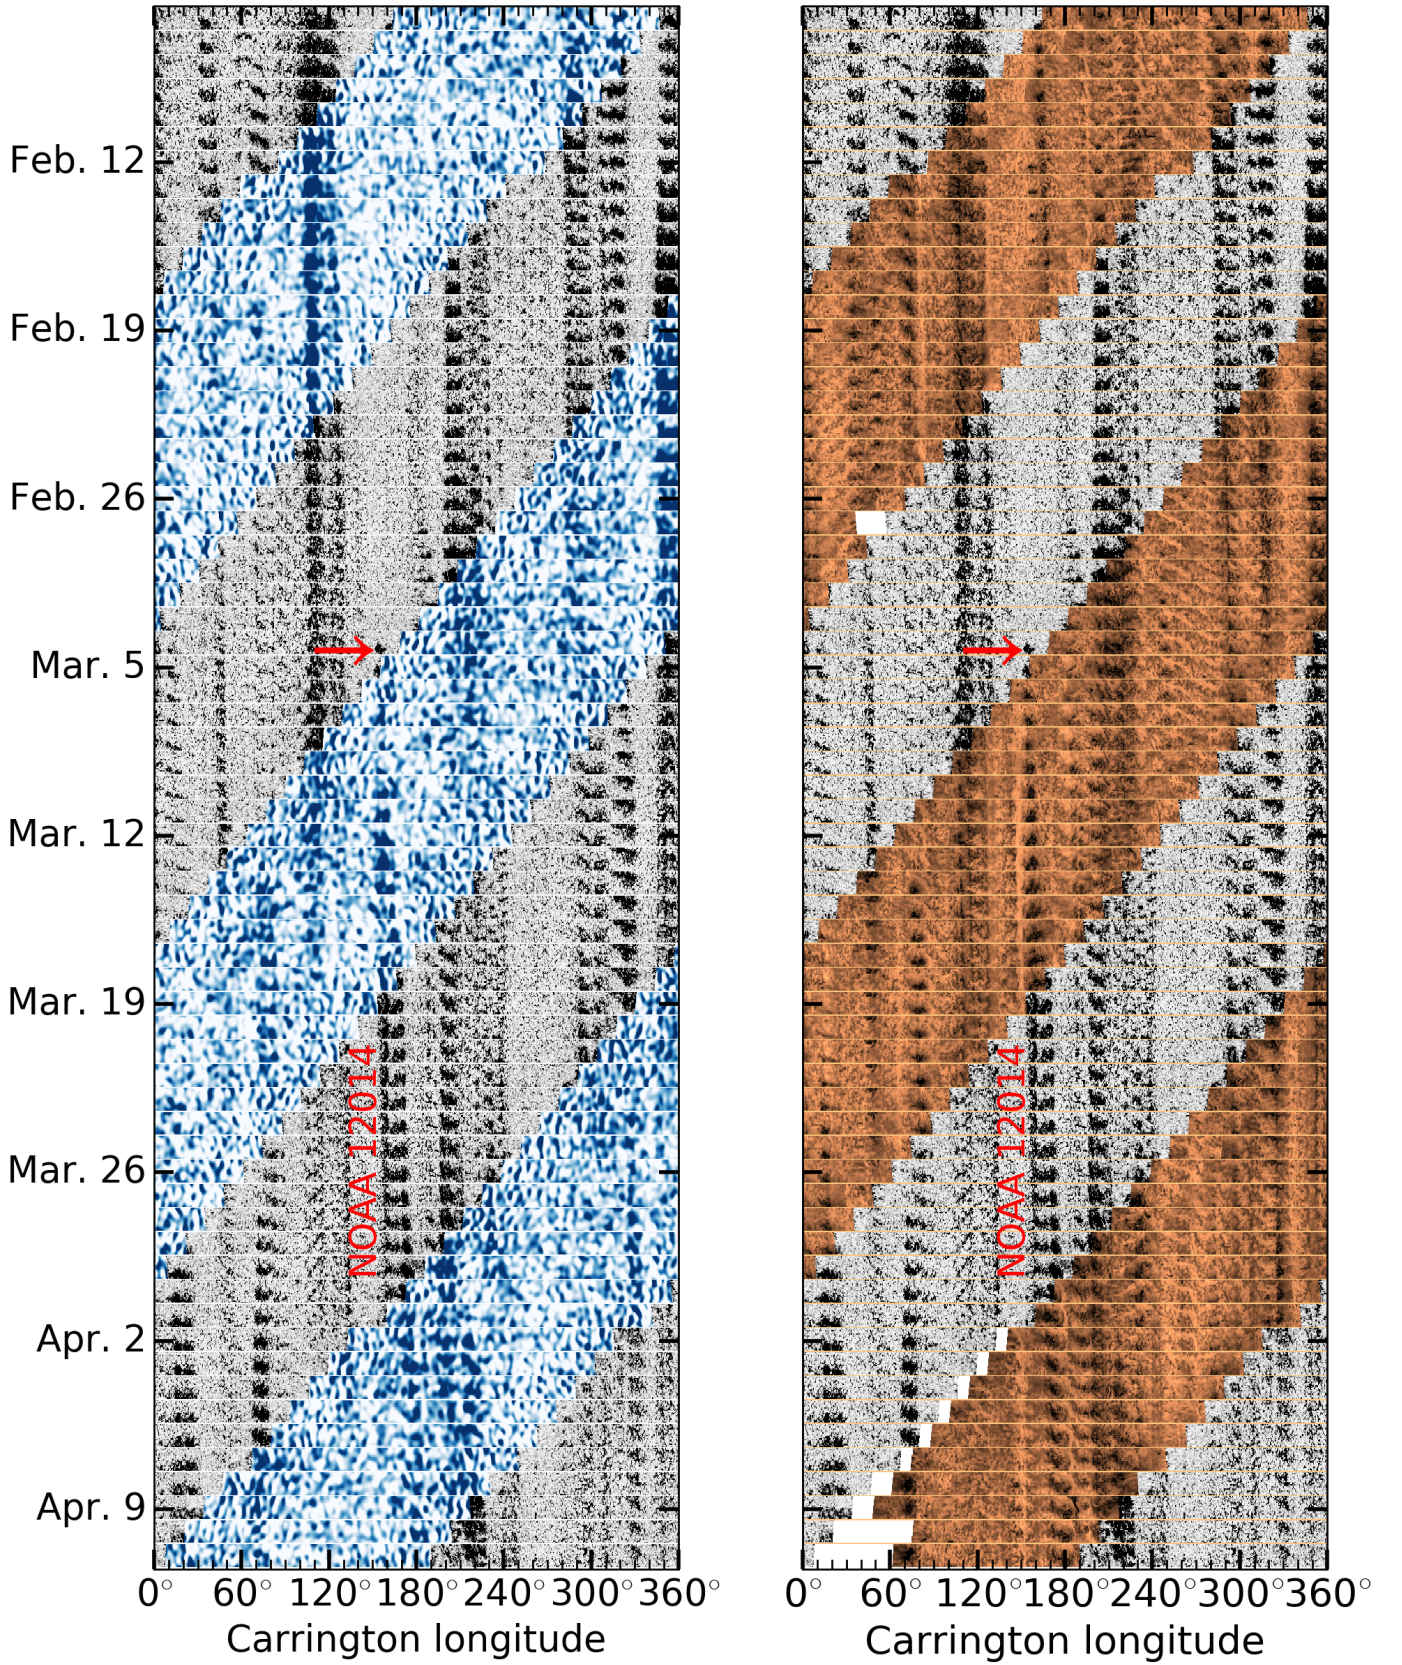 Feb. 12
Feb. 19
Feb. 26
Mar. 5
Mar. 12
Mar. 19
Mar. 26
Apr. 2
Apr. 9
NOAA 12014
NOAA 12014
0° 60° 120° 180° 240° 300° 360°
0° 60° 120° 180° 240° 300° 360°
Carrington longitude
Carrington longitude